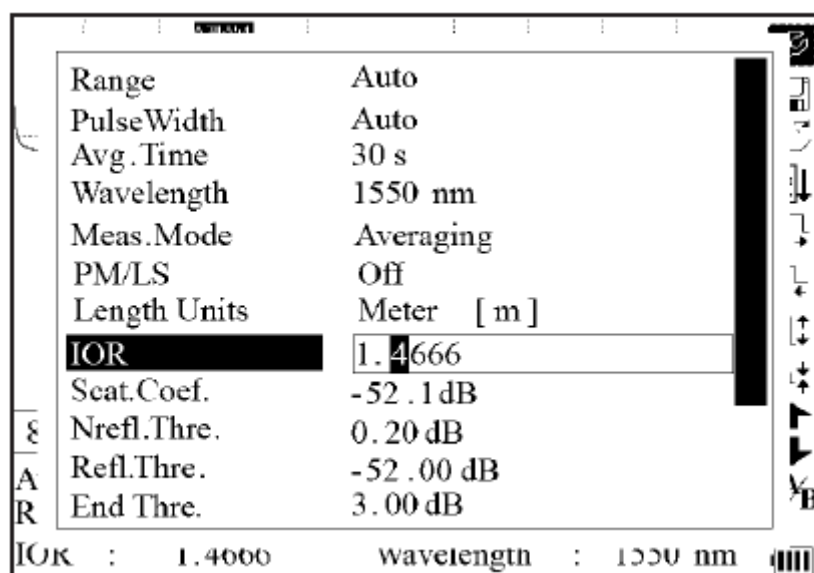 Range Auto
PulseWidth Auto
Avg.Time 30 s
Wavelength 1550 nm
Meas.Mode Averaging
PM/LS Off
Length Units Meter [ m ]
IOR 1.4666
Scat.Coef. -52.1dB
Nrefl.Thre. 0.20 dB
Refl.Thre. -52.00 dB
End Thre. 3.00 dB
A
R
IOR : 1.4666 Wavelength : 1550 nm